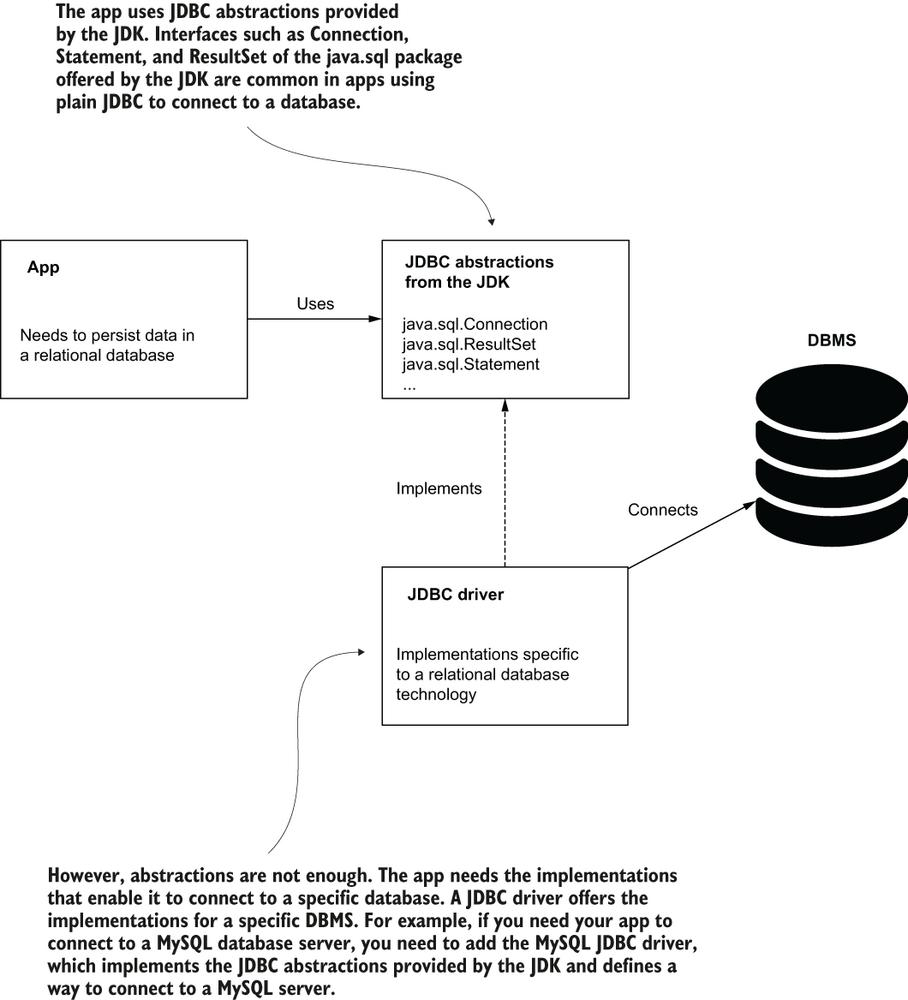 The app uses JDBC abstractions provided
by the JDK. Interfaces such as Connection,
Statement, and ResultSet of the java.sql package
offered by the JDK are common in apps using
plain JDBC to connect to a database.
App
Needs to persist data in
a relational database
Uses
JDBC abstractions
from the JDK
java.sql.Connection
java.sql.ResultSet
java.sql.Statement
...
DBMS
Implements
Connects
JDBC driver
Implementations specific
to a relational database
technology
However, abstractions are not enough. The app needs the implementations
that enable it to connect to a specific database. A JDBC driver offers the
implementations for a specific DBMS. For example, if you need your app to
connect to a MySQL database server, you need to add the MySQL JDBC driver,
which implements the JDBC abstractions provided by the JDK and defines a
way to connect to a MySQL server.